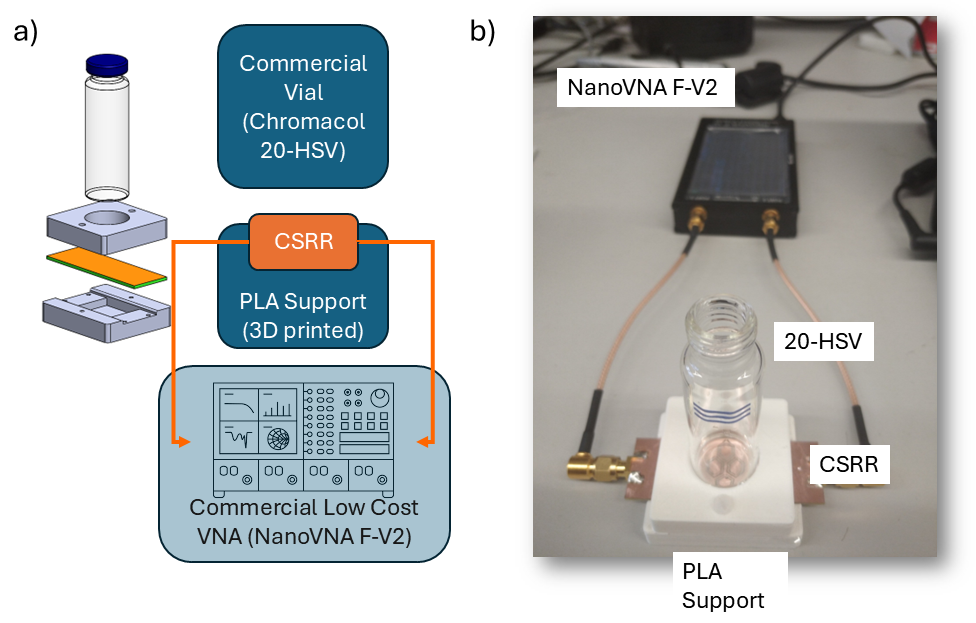 a)
Commercial
Vial
(Chromacol
20-HSV)
CSRR
PLA Support
(3D printed)
Commercial Low Cost
VNA (NanoVNA F-V2)
b)
NanoVNA F-V2
20-HSV
CSRR
PLA
Support